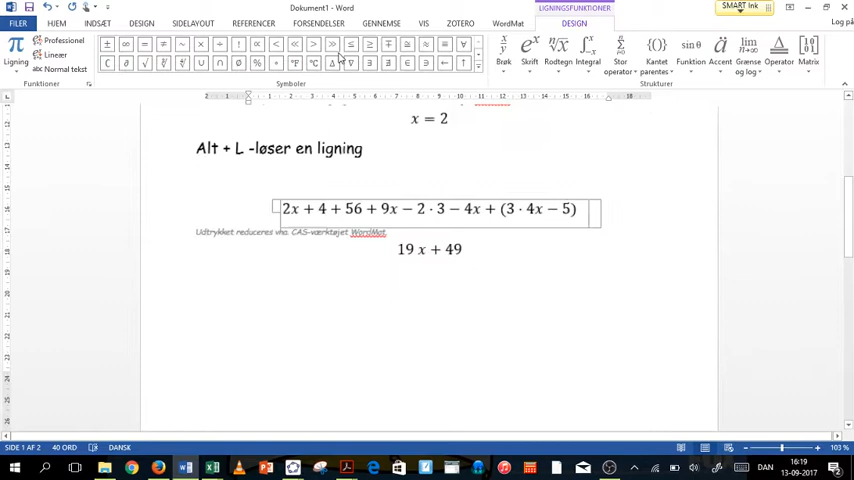 Dokument1 - Word
LIGNINGSFUNKTIONER
SMART Ink
FILER HJEM INDSÆT DESIGN SIDELAYOUT REFERENCER FORSENDELSER GENNEMSE VIS ZOTERO WordMat DESIGN Log på
π Ligning
Professionel
Lineær
abc Normal tekst
± ∞ = ≠ ~ × ÷ ! ∝ < ≪ > ≫ ≤ ≥ ∓ ≅ ≈ ≡ ∀
∁ ∂ √ ∛ ∜ ∪ ∩ ∅ % ° ℉ ℃ ∆ ∇ ∃ ∄ ∈ ∋ ← ↑
Brøk Skrift Rodtegn Integral Stor operator Kantet parentes Funktion Accent Grænse og log Operator Matrix
Funktioner Symboler Strukturer
x = 2
Alt + L -løser en ligning
2x + 4 + 56 + 9x − 2 · 3 − 4x + (3 · 4x − 5)
Udtrykket reduceres vha. CAS-værktøjet WordMat.
19 x + 49
SIDE 1 AF 2 40 ORD DANSK 103 %
DAN 16:19
13-09-2017